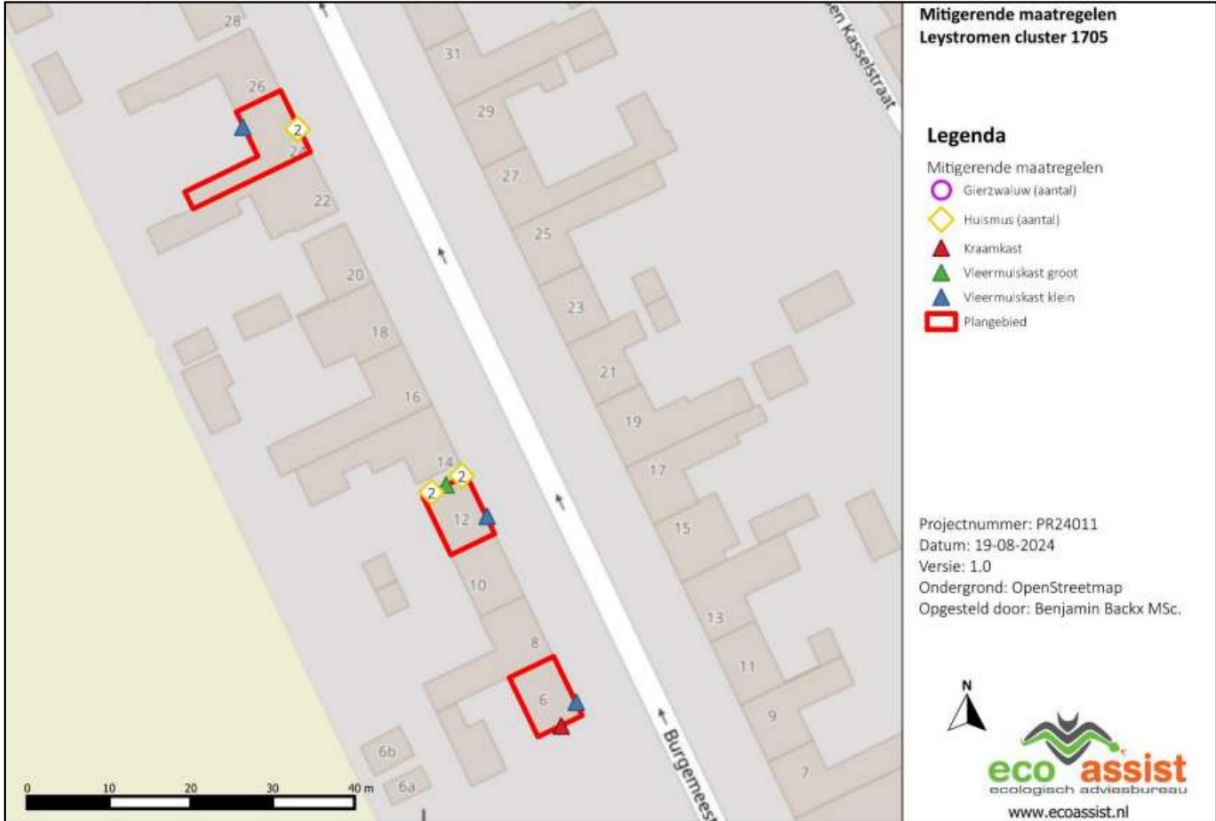 Mitigerende maatregelen
Leystromen cluster 1705
Legenda
Mitigerende maatregelen
Gierzwaluw (aantal)
Huismus (aantal)
Kraamkast
Vleermuiskast groot
Vleermuiskast klein
Plangebied
Projectnummer: PR24011
Datum: 19-08-2024
Versie: 1.0
Ondergrond: OpenStreetmap
Opgesteld door: Benjamin Backx MSc.
N
eco assist
ecologisch adviesbureau
www.ecoassist.nl
28
26
2
24
22
20
18
16
14
2
2
12
10
8
6
6b
6a
31
29
27
25
23
21
19
17
15
13
11
9
7
en Kasselstraat
Burgemeest
0 10 20 30 40 m